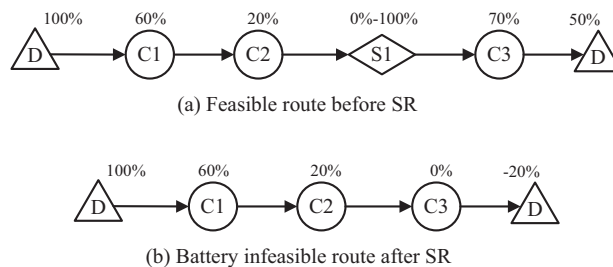 100% 60% 20% 0%-100% 70% 50%
D C1 C2 S1 C3 D
(a) Feasible route before SR
100% 60% 20% 0% -20%
D C1 C2 C3 D
(b) Battery infeasible route after SR